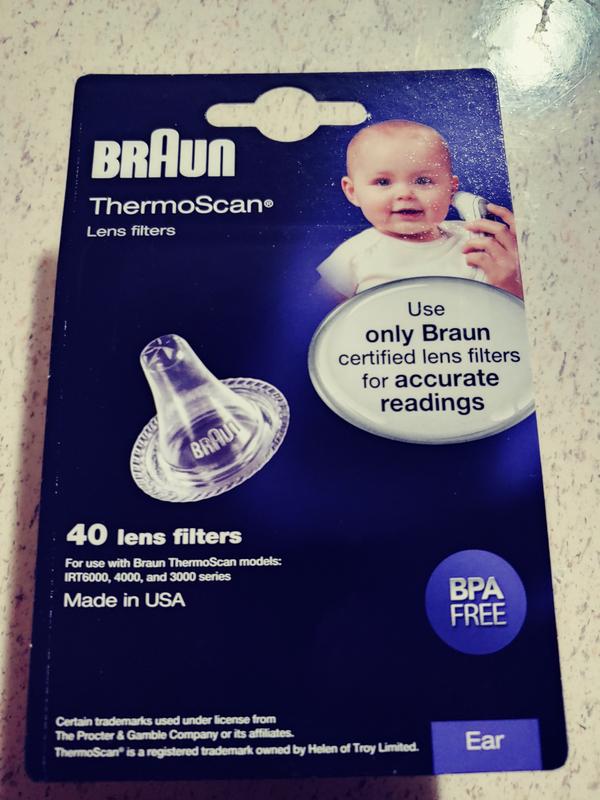 BRAUN
ThermoScan®
Lens filters
Use
only Braun
certified lens filters
for accurate
readings
BRAUN
40 lens filters
For use with Braun ThermoScan models:
IRT6000, 4000, and 3000 series
Made in USA
BPA
FREE
Certain trademarks used under license from
The Procter & Gamble Company or its affiliates.
ThermoScan® is a registered trademark owned by Helen of Troy Limited.
Ear